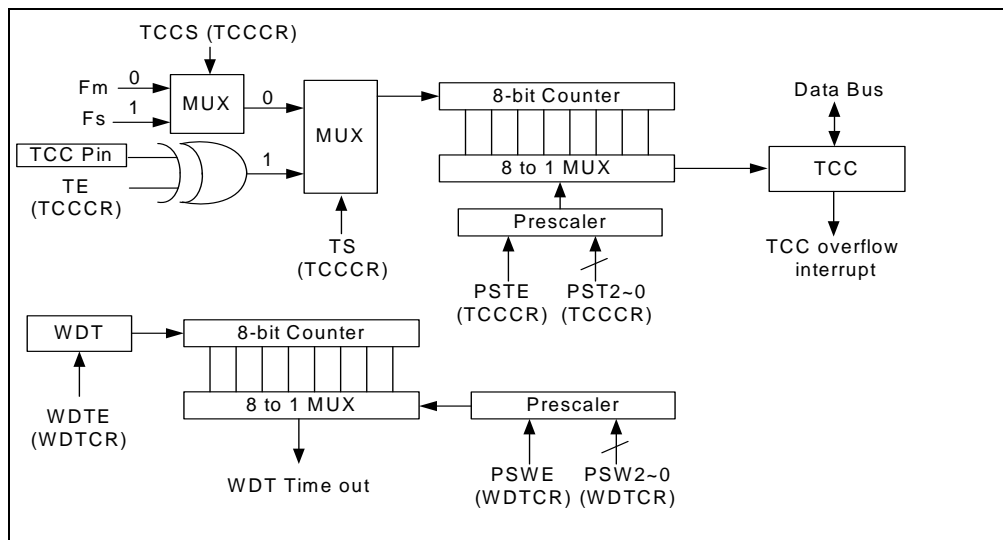 TCCS (TCCCR)
Fm 0
Fs 1
MUX
0
MUX
TCC Pin
TE
(TCCCR)
1
TS
(TCCCR)
8-bit Counter
8 to 1 MUX
Prescaler
PSTE
(TCCCR)
PST2~0
(TCCCR)
Data Bus
TCC
TCC overflow
interrupt
WDT
WDTE
(WDTCR)
8-bit Counter
8 to 1 MUX
WDT Time out
Prescaler
PSWE
(WDTCR)
PSW2~0
(WDTCR)